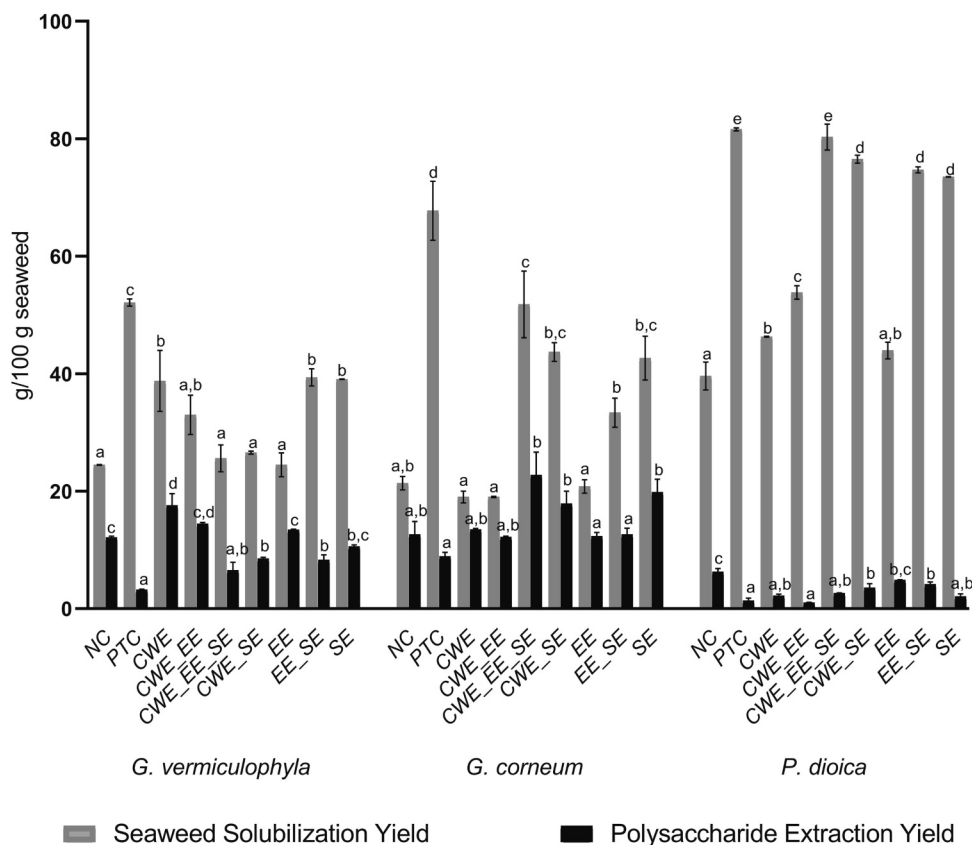 100
80
60
40
20
0
g/100 g seaweed
a c c a b c b d a,b c,d a a,b a b a c b b b b,c
a,b a,b d a a a,b a a,b c b b,c b a a b a b,c b
a c e a b a,b c a e a,b d b a,b b,c d b d a,b
NC PTC CWE CWE_EE CWE_EE_SE CWE_SE EE EE_SE SE
NC PTC CWE CWE_EE CWE_EE_SE CWE_SE EE EE_SE SE
NC PTC CWE CWE_EE CWE_EE_SE CWE_SE EE EE_SE SE
G. vermiculophyla G. corneum P. dioica
Seaweed Solubilization Yield Polysaccharide Extraction Yield